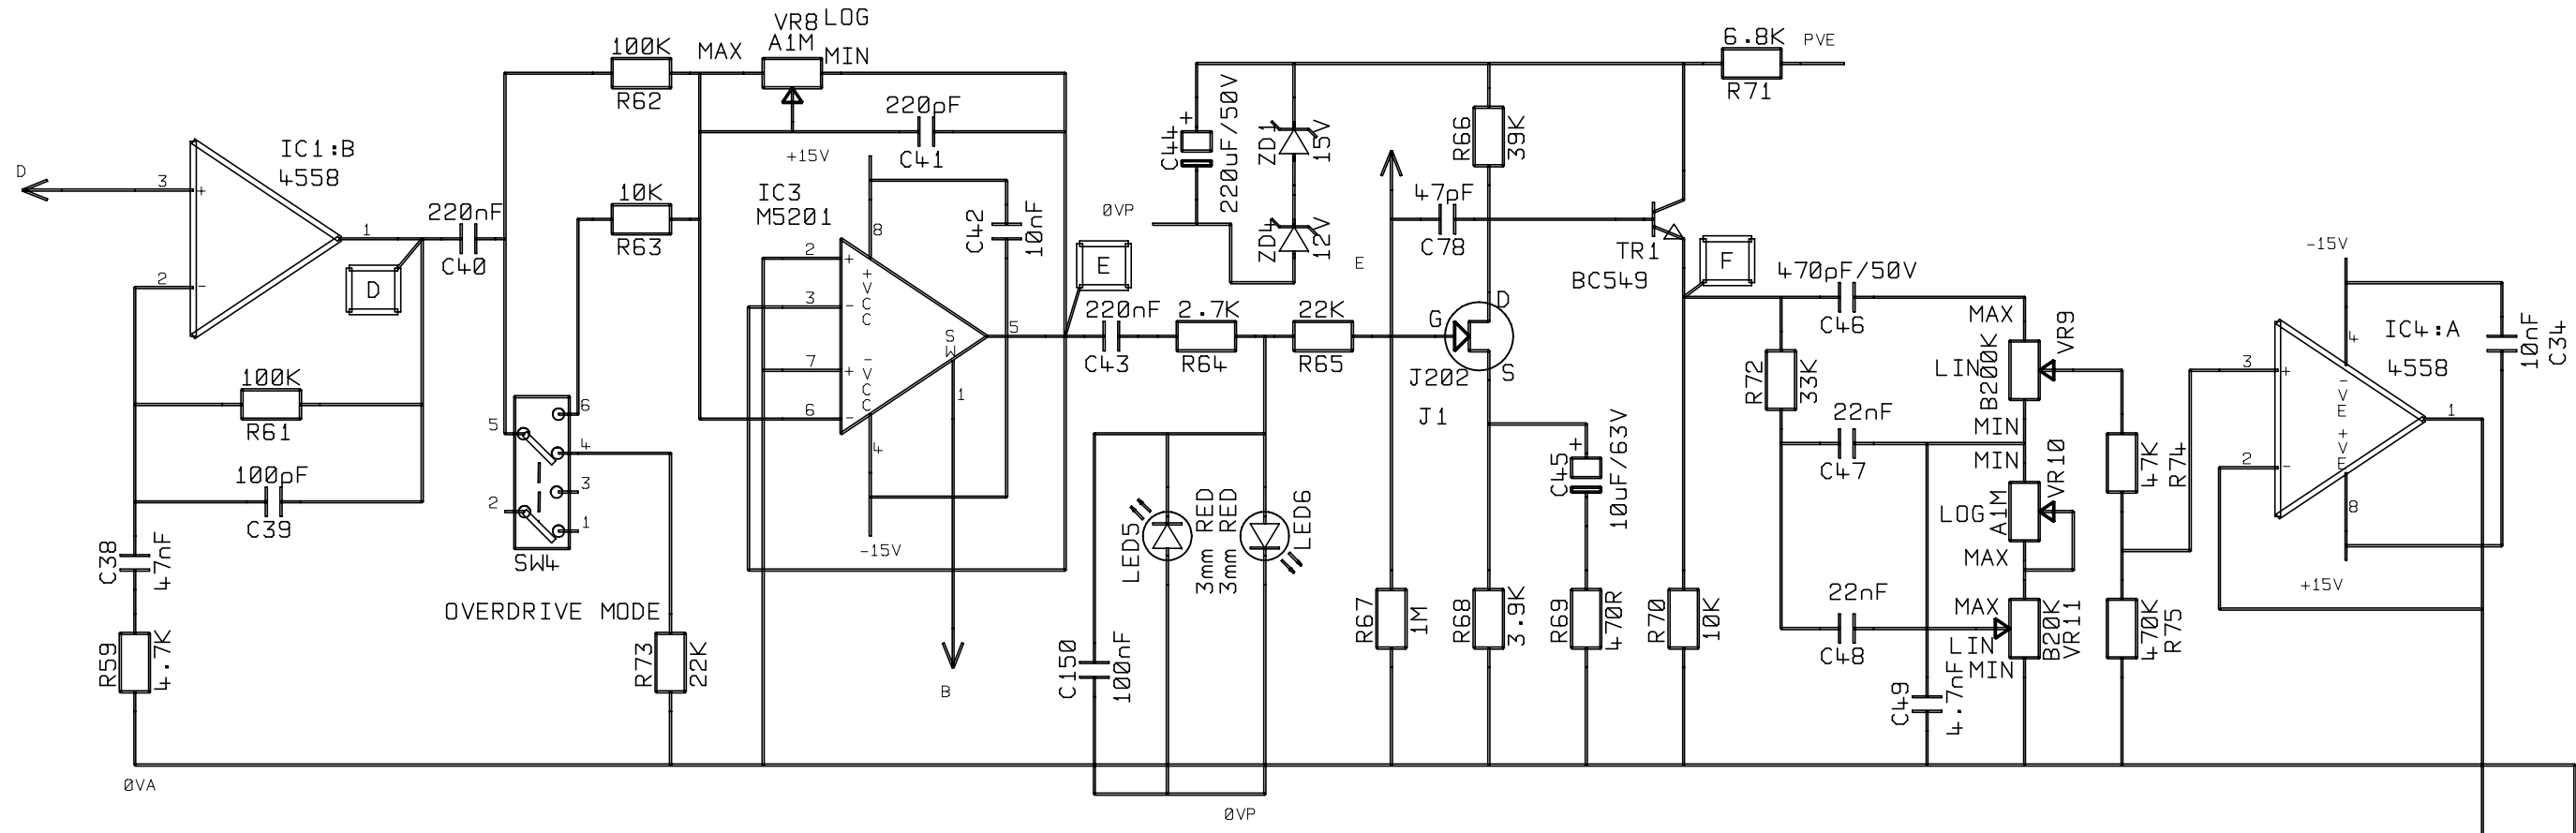 VR8 LOG
100K
MAX
A1M
MIN
R62
220pF
C41
+15V
IC1:B
4558
D
3
+
2
-
1
D
220nF
C40
10K
R63
IC3
M5201
8
C42
10nF
2
3
7
6
+
-
+
-
+VCC
-VCC
SW
5
1
4
-15V
B
E
220nF
C43
2.7K
R64
22K
R65
0VP
C44
+
220uF/50V
ZD1
15V
ZD4
12V
R66
39K
6.8K
R71
PVE
47pF
C78
E
TR1
BC549
F
G
D
S
J202
J1
470pF/50V
C46
MAX
VR9
LIN
B200K
MIN
R72
33K
22nF
C47
MIN
VR10
LOG
A1M
MAX
22nF
C48
MAX
LIN
MIN
B20K
VR11
C49
4.7nF
47K
R74
470K
R75
-15V
IC4:A
4558
3
+
2
-
4
-VE
+VE
8
1
10nF
C34
+15V
100K
R61
100pF
C39
C38
47nF
R59
4.7K
5
6
4
3
2
1
SW4
OVERDRIVE MODE
R73
22K
LED5
3mm RED
3mm RED
LED6
C150
100nF
R67
1M
R68
3.9K
C45
+
10uF/63V
R69
470R
R70
10K
0VA
0VP